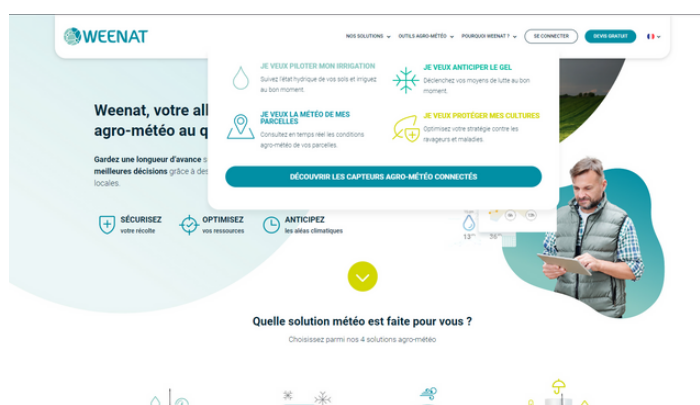 WEENAT
NOS SOLUTIONS
OUTILS AGRO-MÉTÉO
POURQUOI WEENAT ?
SE CONNECTER
DEVIS GRATUIT
JE VEUX PILOTER MON IRRIGATION
Suivez l'état hydrique de vos sols et irriguez
au bon moment.
JE VEUX ANTICIPER LE GEL
Déclenchez vos moyens de lutte au bon
moment.
JE VEUX LA MÉTÉO DE MES
PARCELLES
Consultez en temps réel les conditions
agro-météo de vos parcelles.
JE VEUX PROTÉGER MES CULTURES
Optimisez votre stratégie contre les
ravageurs et maladies.
DÉCOUVRIR LES CAPTEURS AGRO-MÉTÉO CONNECTÉS
Weenat, votre all
agro-météo au q
Gardez une longueur d'avance s
meilleures décisions grâce à des
locales.
SÉCURISEZ
votre récolte
OPTIMISEZ
vos ressources
ANTICIPEZ
les aléas climatiques
Quelle solution météo est faite pour vous ?
Choisissez parmi nos 4 solutions agro-météo